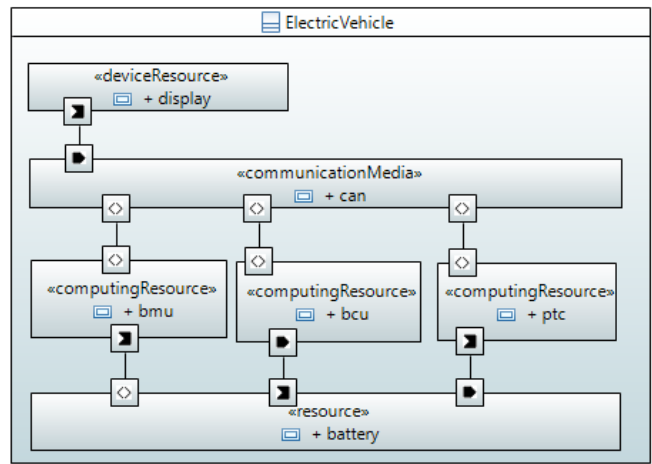 ElectricVehicle
«deviceResource»
+ display
«communicationMedia»
+ can
«computingResource»
+ bmu
«computingResource»
+ bcu
«computingResource»
+ ptc
«resource»
+ battery